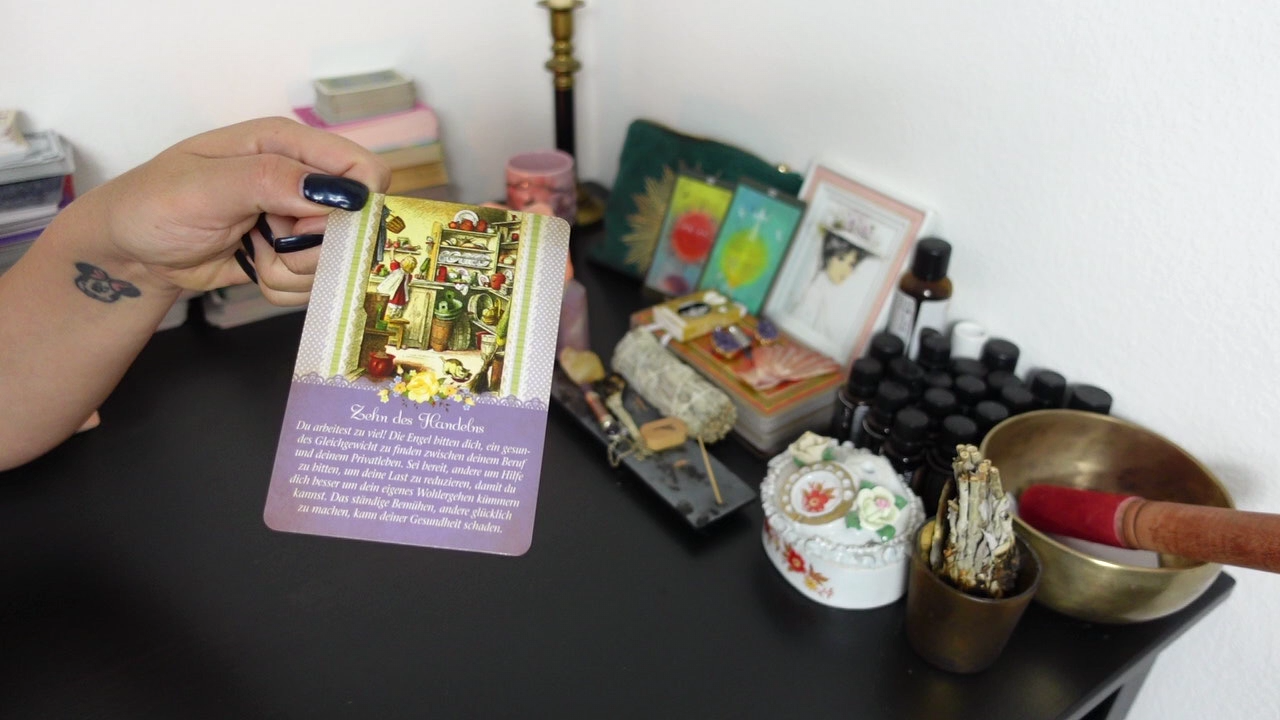 Zehn des Handelns
Du arbeitest zu viel! Die Engel bitten dich, ein gesun-
des Gleichgewicht zu finden zwischen deinem Beruf
und deinem Privatleben. Sei bereit, andere um Hilfe
zu bitten, um deine Last zu reduzieren, damit du
dich besser um dein eigenes Wohlergehen kümmern
kannst. Das ständige Bemühen, andere glücklich
zu machen, kann deiner Gesundheit schaden.